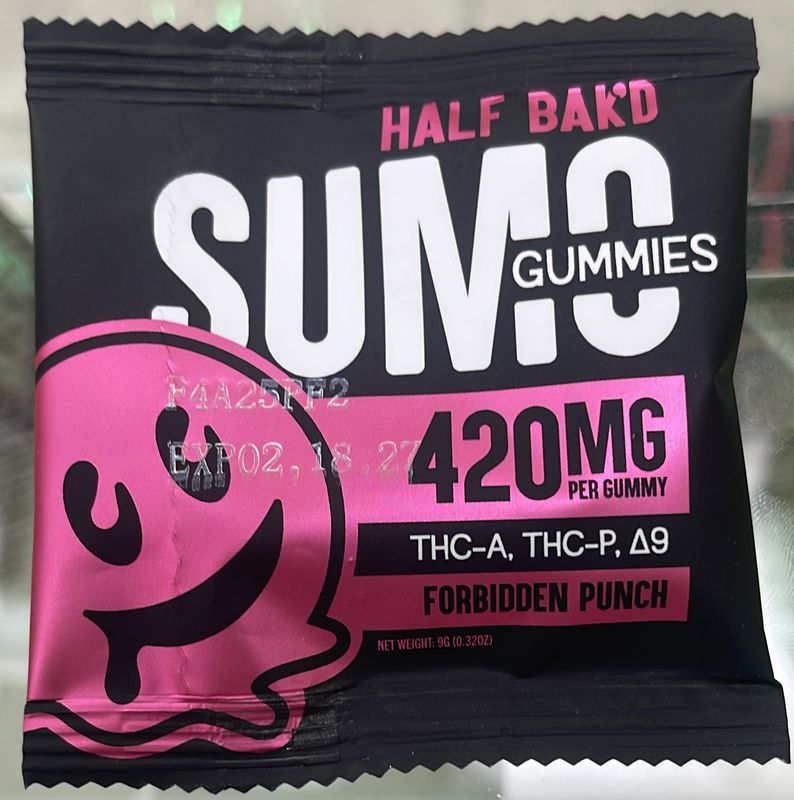 HALF BAK'D
SUMO
GUMMIES
F4A25FF2
EXP02,18,27
420MG
PER GUMMY
THC-A, THC-P, Δ9
FORBIDDEN PUNCH
NET WEIGHT: 9G (0.32OZ)